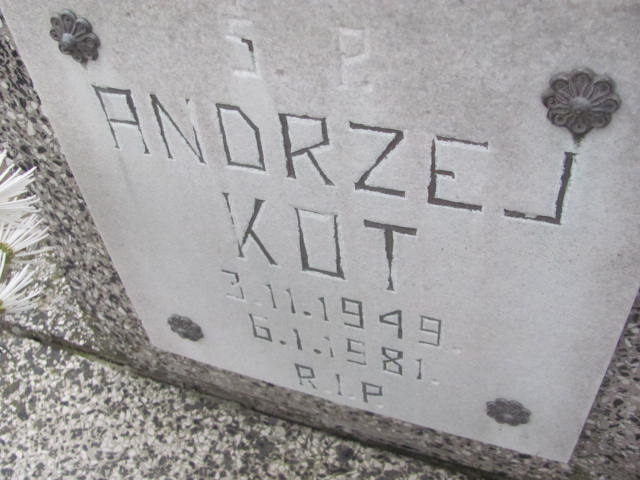 S P.
ANDRZEJ
KOT
3.11.1949.
6.1.1981.
R.I.P